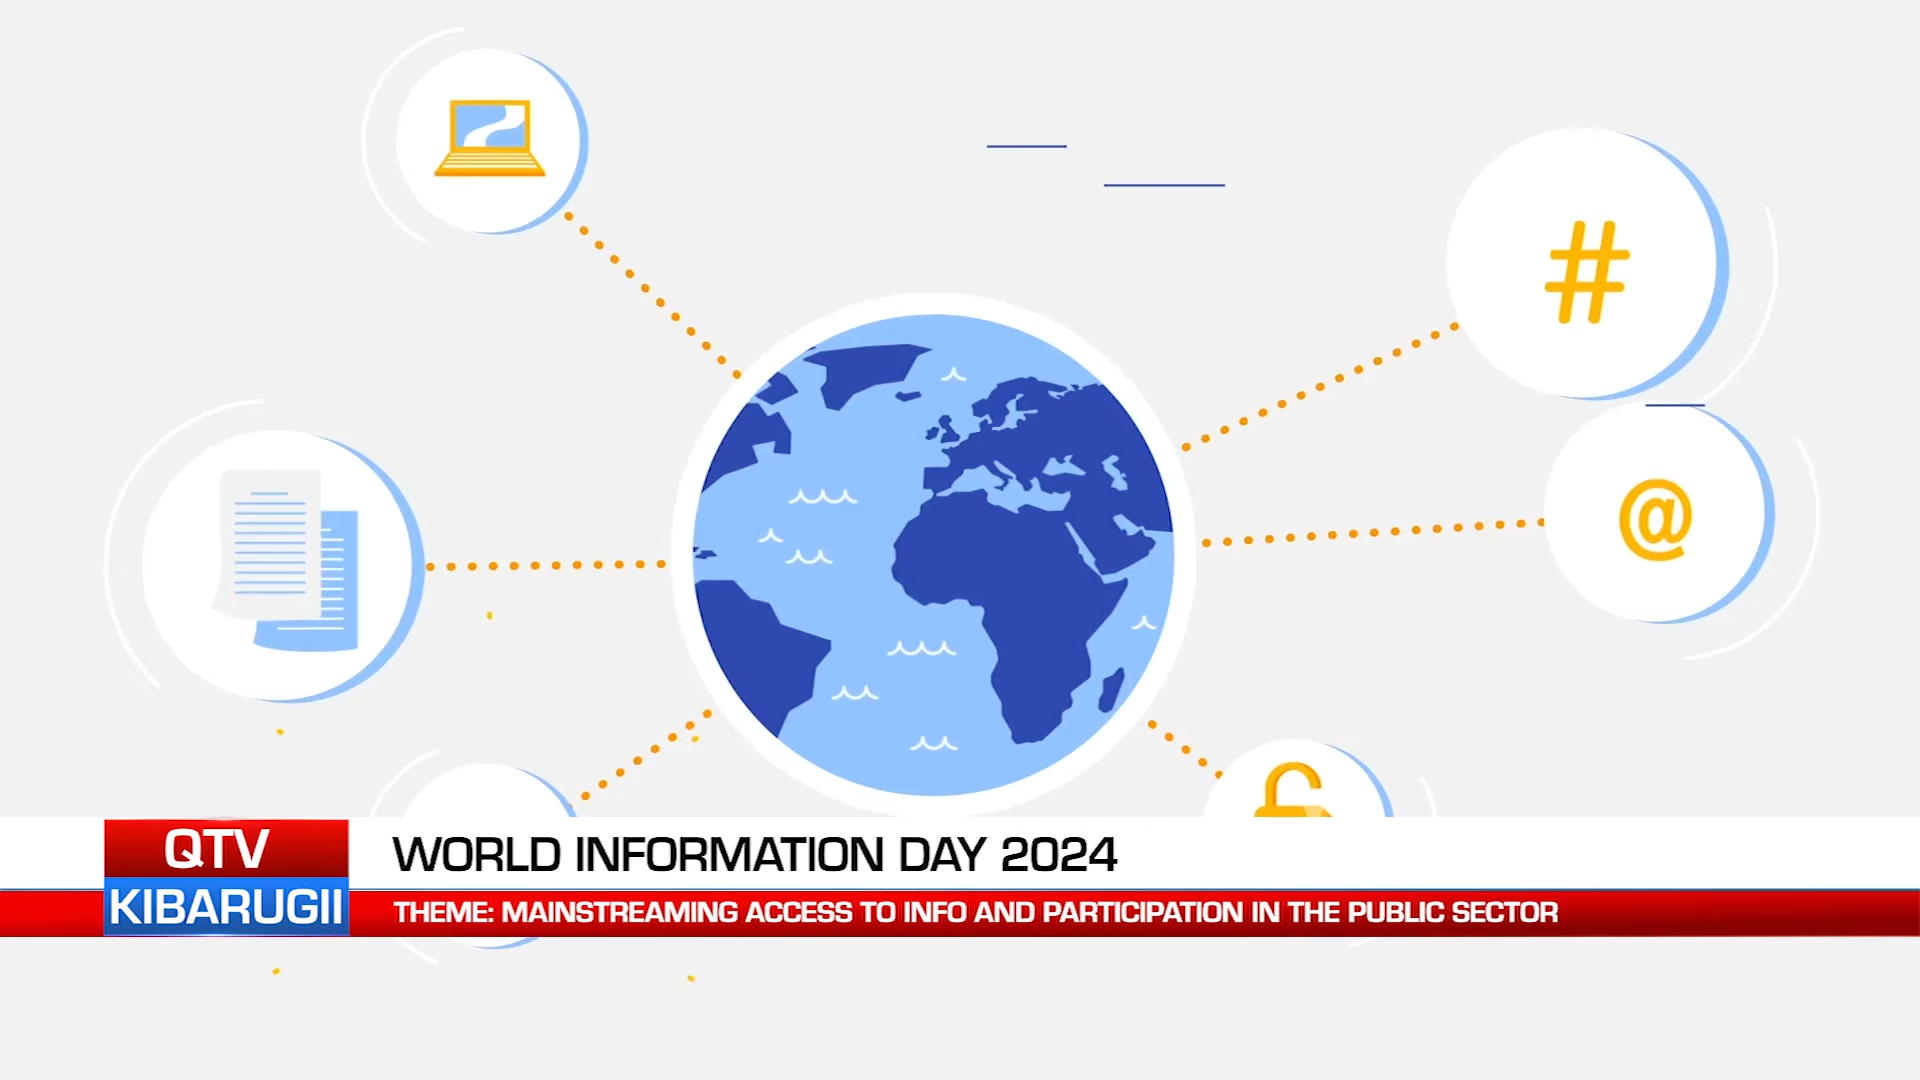 #
@
QTV
KIBARUGII
WORLD INFORMATION DAY 2024
THEME: MAINSTREAMING ACCESS TO INFO AND PARTICIPATION IN THE PUBLIC SECTOR